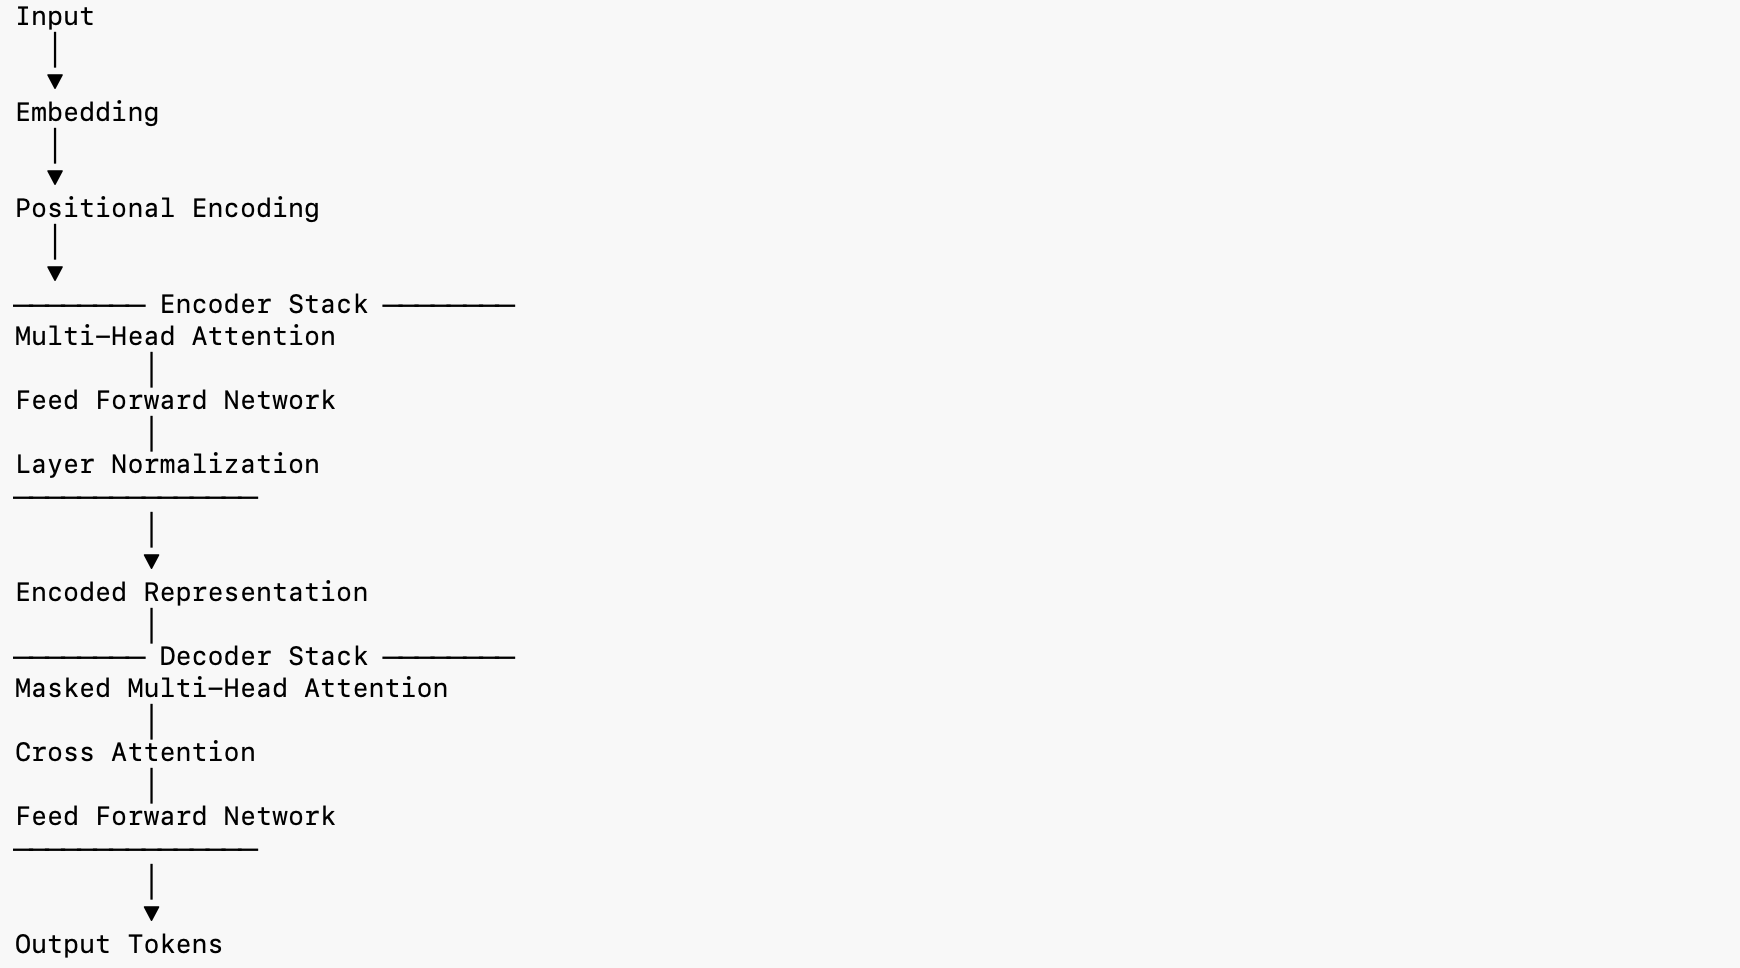 Input
Embedding
Positional Encoding
──────── Encoder Stack ────────
Multi-Head Attention
Feed Forward Network
Layer Normalization
Encoded Representation
──────── Decoder Stack ────────
Masked Multi-Head Attention
Cross Attention
Feed Forward Network
Output Tokens